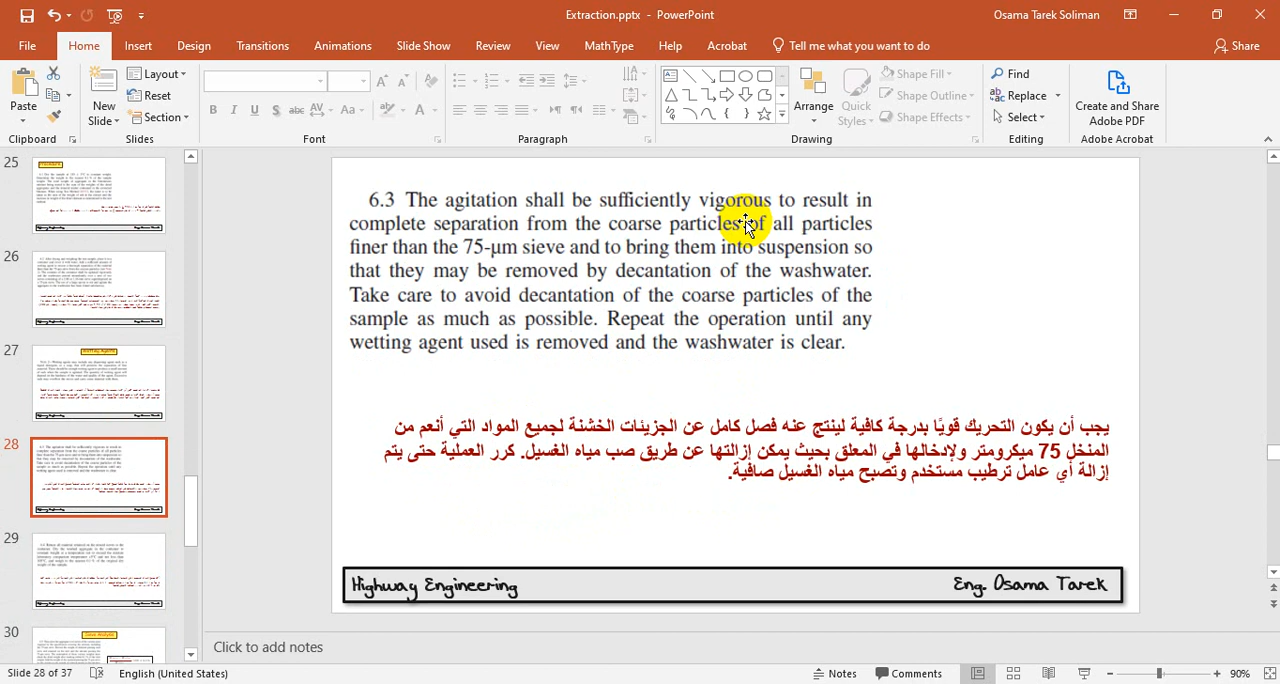 Extraction.pptx - PowerPoint
Osama Tarek Soliman
File Home Insert Design Transitions Animations Slide Show Review View MathType Help Acrobat Tell me what you want to do Share
Paste
Clipboard
New Slide
Layout
Reset
Section
Slides
B I U S abc AV Aa A
Font
Paragraph
Arrange
Quick Styles
Shape Fill
Shape Outline
Shape Effects
Drawing
Find
Replace
Select
Editing
Create and Share Adobe PDF
Adobe Acrobat
25
26
27
28
29
30
6.3 The agitation shall be sufficiently vigorous to result in
complete separation from the coarse particles of all particles
finer than the 75-μm sieve and to bring them into suspension so
that they may be removed by decantation of the washwater.
Take care to avoid decantation of the coarse particles of the
sample as much as possible. Repeat the operation until any
wetting agent used is removed and the washwater is clear.
يجب أن يكون التحريك قويًا بدرجة كافية لينتج عنه فصل كامل عن الجزيئات الخشنة لجميع المواد التي أنعم من
المنخل 75 ميكرومتر ولإدخالها في المعلق بحيث يمكن إزالتها عن طريق صب مياه الغسيل. كرر العملية حتى يتم
إزالة أي عامل ترطيب مستخدم وتصبح مياه الغسيل صافية.
Highway Engineering
Eng. Osama Tarek
Click to add notes
Slide 28 of 37 English (United States) Notes Comments 90%